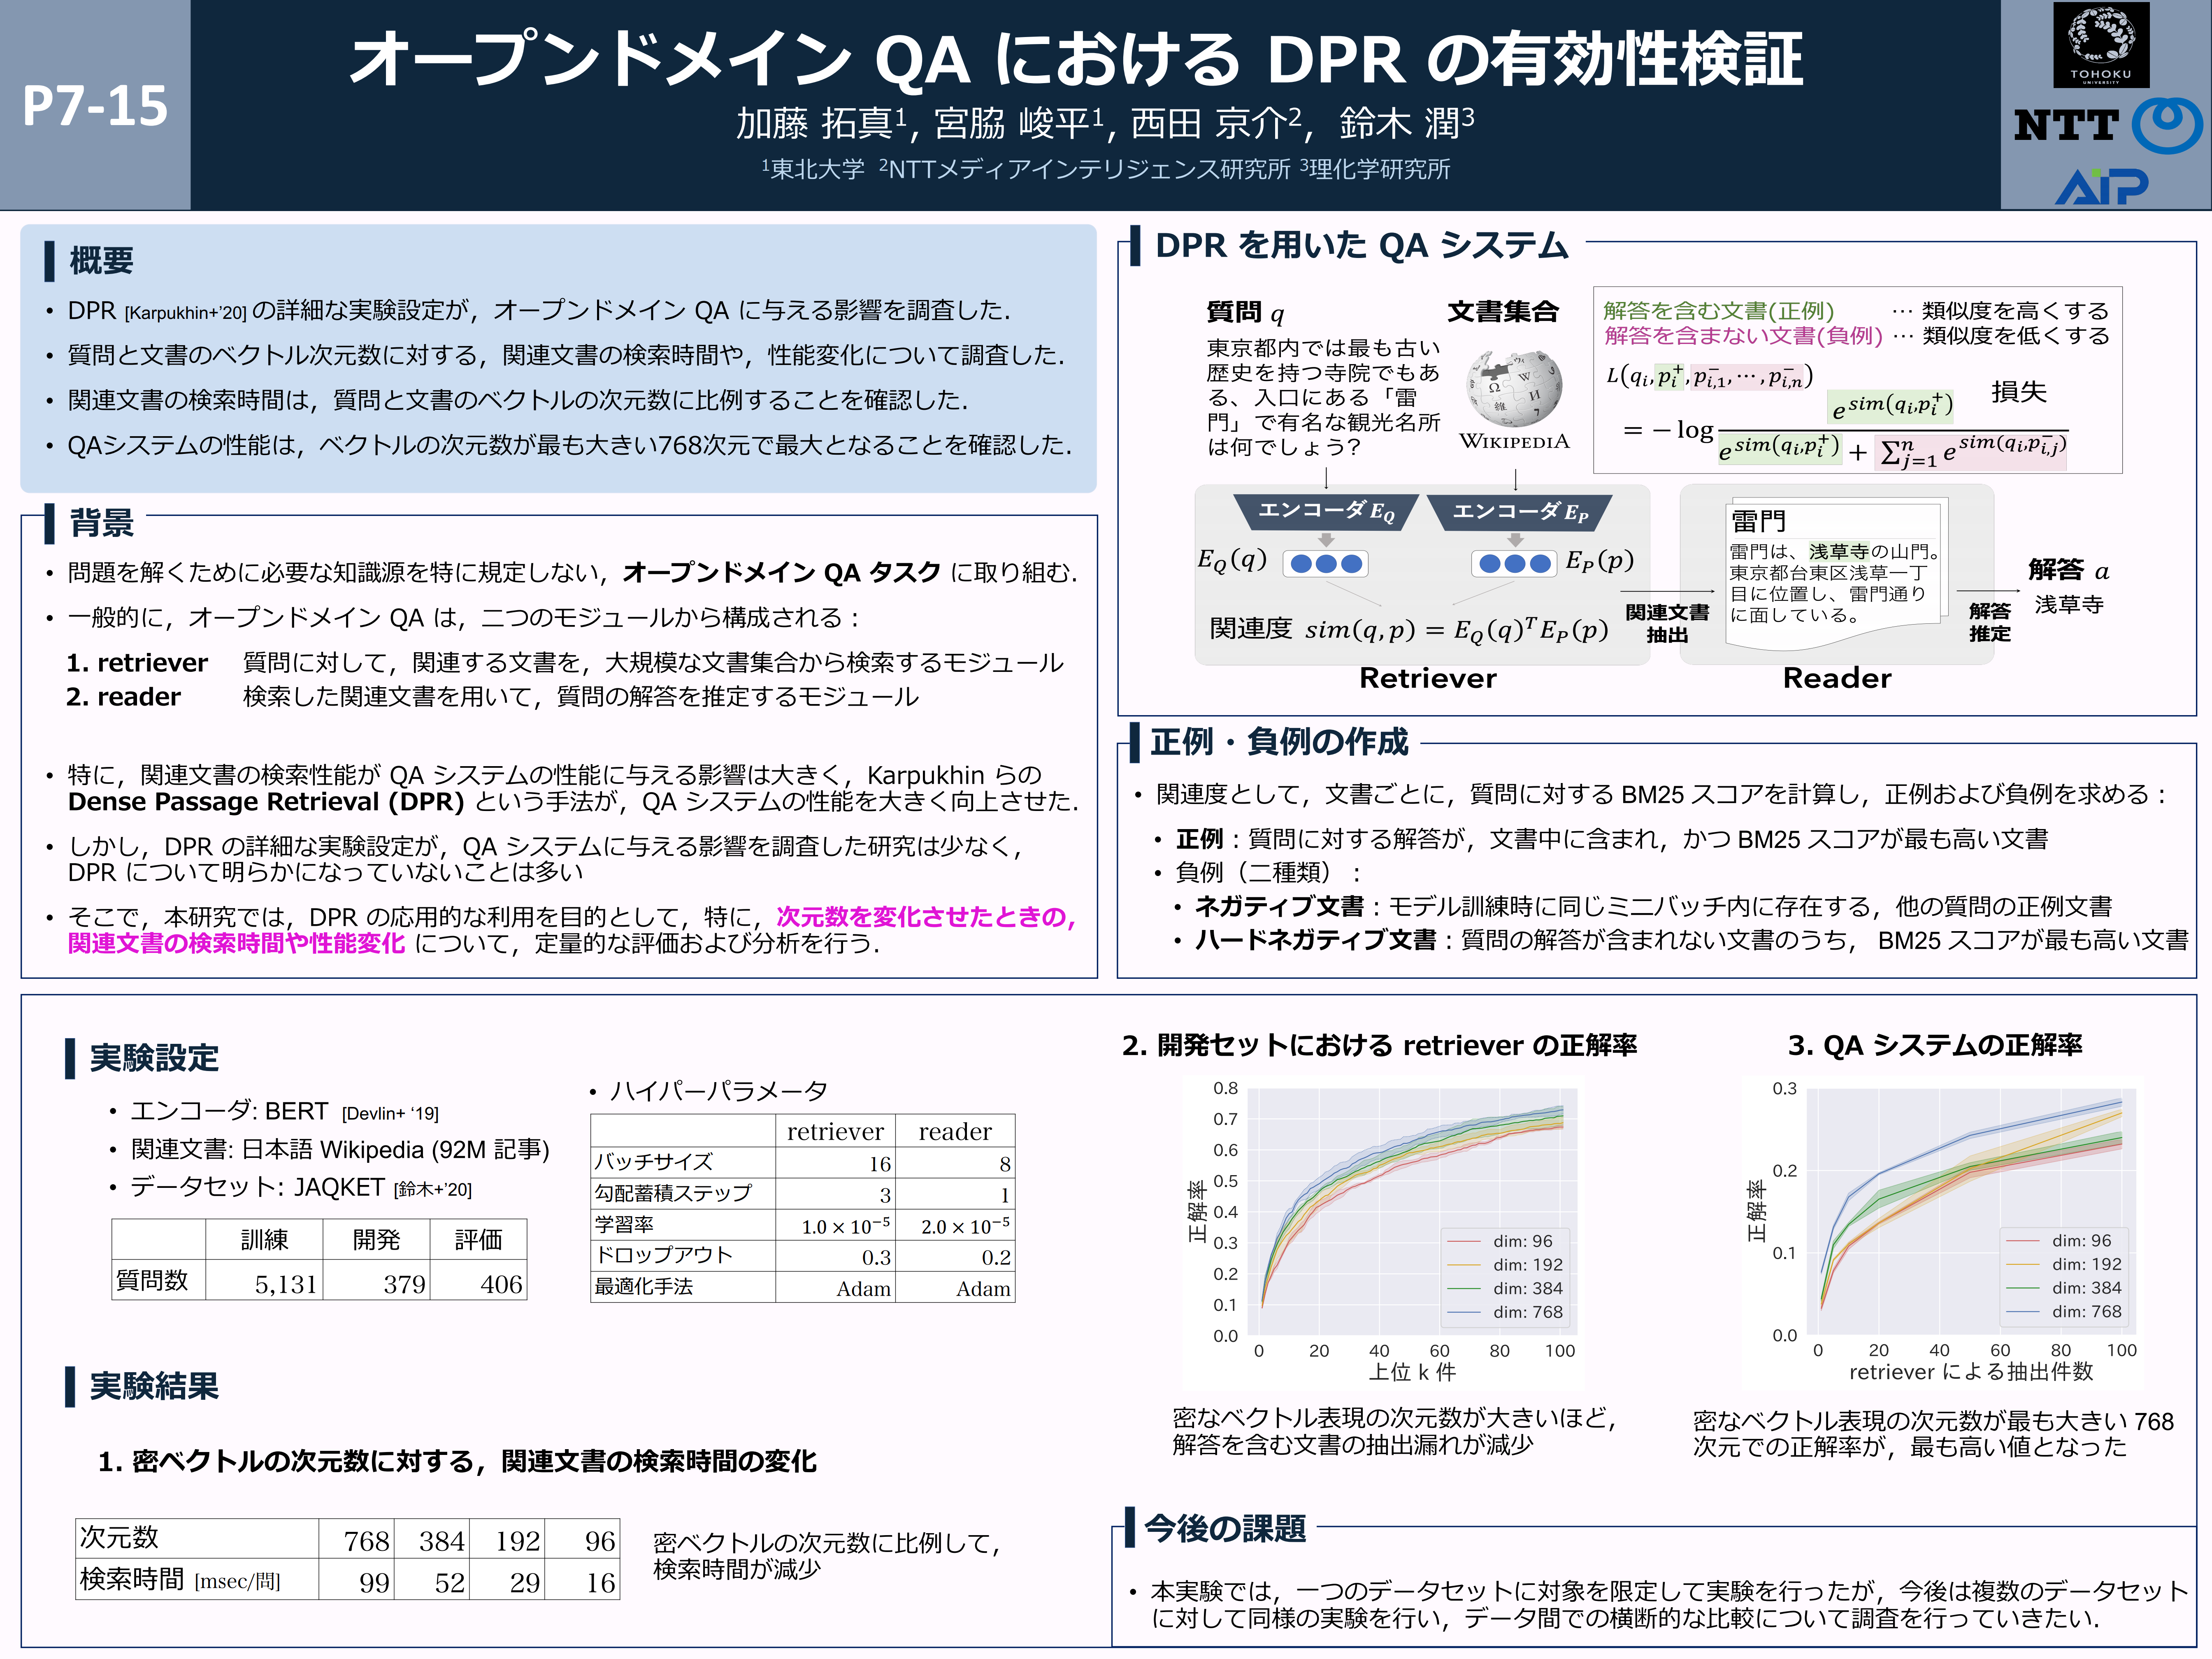 P7-15
オープンドメイン QA における DPR の有効性検証
加藤 拓真1, 宮脇 峻平1, 西田 京介2, 鈴木 潤3
1東北大学 2NTTメディアインテリジェンス研究所 3理化学研究所
TOHOKU
UNIVERSITY
NTT
AIP
概要
• DPR [Karpukhin+'20] の詳細な実験設定が，オープンドメイン QA に与える影響を調査した．
• 質問と文書のベクトル次元数に対する，関連文書の検索時間や，性能変化について調査した．
• 関連文書の検索時間は，質問と文書のベクトルの次元数に比例することを確認した．
• QAシステムの性能は，ベクトルの次元数が最も大きい768次元で最大となることを確認した．
背景
• 問題を解くために必要な知識源を特に規定しない，オープンドメイン QA タスク に取り組む．
• 一般的に，オープンドメイン QA は，二つのモジュールから構成される：
1. retriever 質問に対して，関連する文書を，大規模な文書集合から検索するモジュール
2. reader 検索した関連文書を用いて，質問の解答を推定するモジュール
• 特に，関連文書の検索性能が QA システムの性能に与える影響は大きく，Karpukhin らの
Dense Passage Retrieval (DPR) という手法が，QA システムの性能を大きく向上させた．
• しかし，DPR の詳細な実験設定が，QA システムに与える影響を調査した研究は少なく，
DPR について明らかになっていないことは多い
• そこで，本研究では，DPR の応用的な利用を目的として，特に，次元数を変化させたときの，
関連文書の検索時間や性能変化 について，定量的な評価および分析を行う．
DPR を用いた QA システム
質問 q
東京都内では最も古い
歴史を持つ寺院でもあ
る、入口にある「雷
門」で有名な観光名所
は何でしょう?
文書集合
WIKIPEDIA
解答を含む文書(正例) … 類似度を高くする
解答を含まない文書(負例) … 類似度を低くする
L(q_i, p_i^+, p_{i,1}^-, ⋯, p_{i,n}^-)
= − log e^{sim(q_i,p_i^+)} / (e^{sim(q_i,p_i^+)} + Σ_{j=1}^n e^{sim(q_i,p_{i,j}^-)})
損失
エンコーダ E_Q
エンコーダ E_P
E_Q(q)
E_P(p)
関連度 sim(q, p) = E_Q(q)^T E_P(p)
Retriever
関連文書
抽出
雷門
雷門は、浅草寺の山門。
東京都台東区浅草一丁
目に位置し、雷門通り
に面している。
Reader
解答
推定
解答 a
浅草寺
正例・負例の作成
• 関連度として，文書ごとに，質問に対する BM25 スコアを計算し，正例および負例を求める：
• 正例：質問に対する解答が，文書中に含まれ，かつ BM25 スコアが最も高い文書
• 負例（二種類）：
• ネガティブ文書：モデル訓練時に同じミニバッチ内に存在する，他の質問の正例文書
• ハードネガティブ文書：質問の解答が含まれない文書のうち， BM25 スコアが最も高い文書
実験設定
• エンコーダ: BERT [Devlin+ '19]
• 関連文書: 日本語 Wikipedia (92M 記事)
• データセット: JAQKET [鈴木+'20]
訓練 開発 評価
質問数 5,131 379 406
• ハイパーパラメータ
retriever reader
バッチサイズ 16 8
勾配蓄積ステップ 3 1
学習率 1.0 × 10⁻⁵ 2.0 × 10⁻⁵
ドロップアウト 0.3 0.2
最適化手法 Adam Adam
実験結果
1. 密ベクトルの次元数に対する，関連文書の検索時間の変化
次元数 768 384 192 96
検索時間 [msec/問] 99 52 29 16
密ベクトルの次元数に比例して，
検索時間が減少
2. 開発セットにおける retriever の正解率
正解率
0.8
0.7
0.6
0.5
0.4
0.3
0.2
0.1
0.0
dim: 96
dim: 192
dim: 384
dim: 768
0 20 40 60 80 100
上位 k 件
密なベクトル表現の次元数が大きいほど，
解答を含む文書の抽出漏れが減少
3. QA システムの正解率
正解率
0.3
0.2
0.1
0.0
dim: 96
dim: 192
dim: 384
dim: 768
0 20 40 60 80 100
retriever による抽出件数
密なベクトル表現の次元数が最も大きい 768
次元での正解率が，最も高い値となった
今後の課題
• 本実験では，一つのデータセットに対象を限定して実験を行ったが，今後は複数のデータセット
に対して同様の実験を行い，データ間での横断的な比較について調査を行っていきたい．